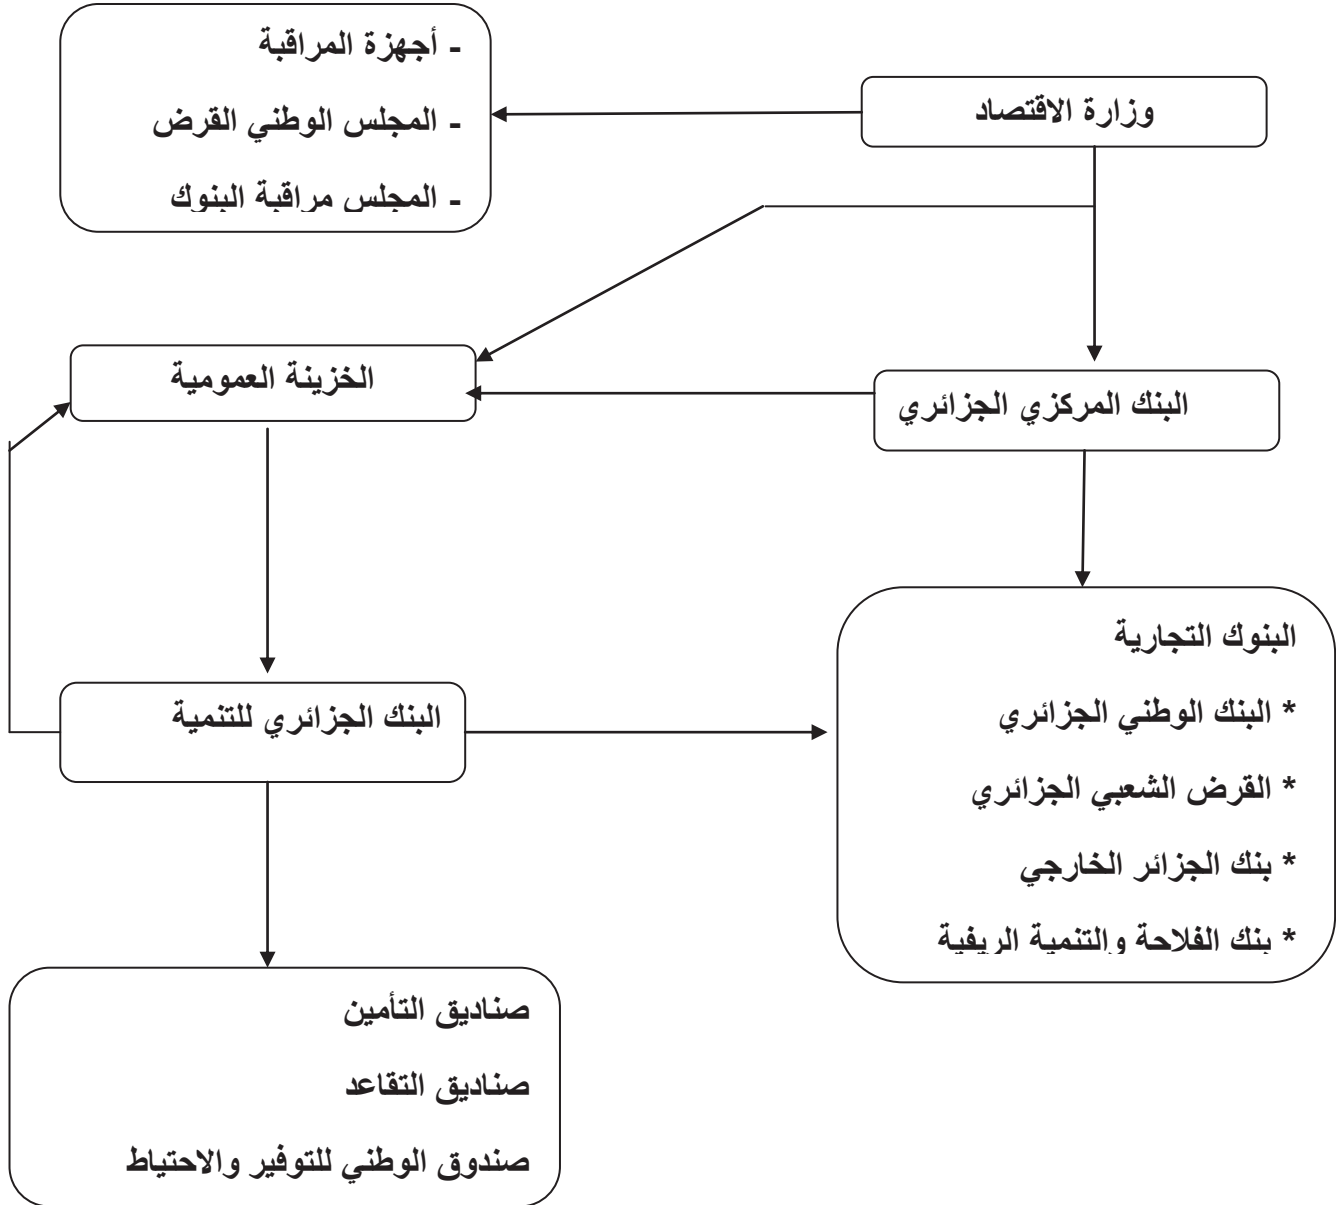 - أجهزة المراقبة
- المجلس الوطني القرض
- المجلس مراقبة البنوك
وزارة الاقتصاد
الخزينة العمومية
البنك المركزي الجزائري
البنوك التجارية
* البنك الوطني الجزائري
* القرض الشعبي الجزائري
* بنك الجزائر الخارجي
* بنك الفلاحة والتنمية الريفية
البنك الجزائري للتنمية
صناديق التأمين
صناديق التقاعد
صندوق الوطني للتوفير والاحتياط